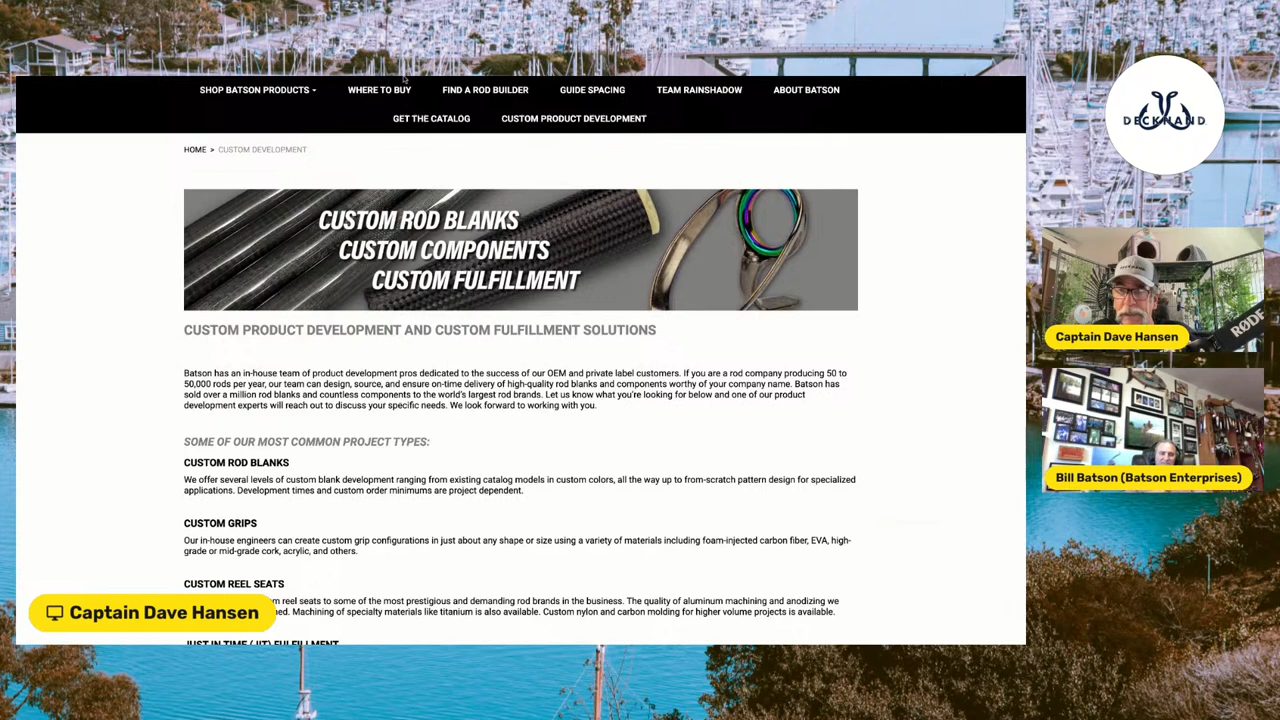 SHOP BATSON PRODUCTS WHERE TO BUY FIND A ROD BUILDER GUIDE SPACING TEAM RAINSHADOW ABOUT BATSON
GET THE CATALOG CUSTOM PRODUCT DEVELOPMENT
HOME > CUSTOM DEVELOPMENT
CUSTOM ROD BLANKS
CUSTOM COMPONENTS
CUSTOM FULFILLMENT
CUSTOM PRODUCT DEVELOPMENT AND CUSTOM FULFILLMENT SOLUTIONS
Batson has an in-house team of product development pros dedicated to the success of our OEM and private label customers. If you are a rod company producing 50 to
50,000 rods per year, our team can design, source, and ensure on-time delivery of high-quality rod blanks and components worthy of your company name. Batson has
sold over a million rod blanks and countless components to the world's largest rod brands. Let us know what you're looking for below and one of our product
development experts will reach out to discuss your specific needs. We look forward to working with you.
SOME OF OUR MOST COMMON PROJECT TYPES:
CUSTOM ROD BLANKS
We offer several levels of custom blank development ranging from existing catalog models in custom colors, all the way up to from-scratch pattern design for specialized
applications. Development times and custom order minimums are project dependent.
CUSTOM GRIPS
Our in-house engineers can create custom grip configurations in just about any shape or size using a variety of materials including foam-injected carbon fiber, EVA, high-
grade or mid-grade cork, acrylic, and others.
CUSTOM REEL SEATS
reel seats to some of the most prestigious and demanding rod brands in the business. The quality of aluminum machining and anodizing we
Machining of specialty materials like titanium is also available. Custom nylon and carbon molding for higher volume projects is available.
JUST IN TIME (JIT) FULFILLMENT
Captain Dave Hansen
DECKHAND
RØDE
Captain Dave Hansen
Bill Batson (Batson Enterprises)